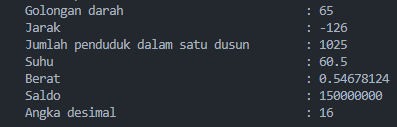 Golongan darah : 65
Jarak : -126
Jumlah penduduk dalam satu dusun : 1025
Suhu : 60.5
Berat : 0.54678124
Saldo : 150000000
Angka desimal : 16